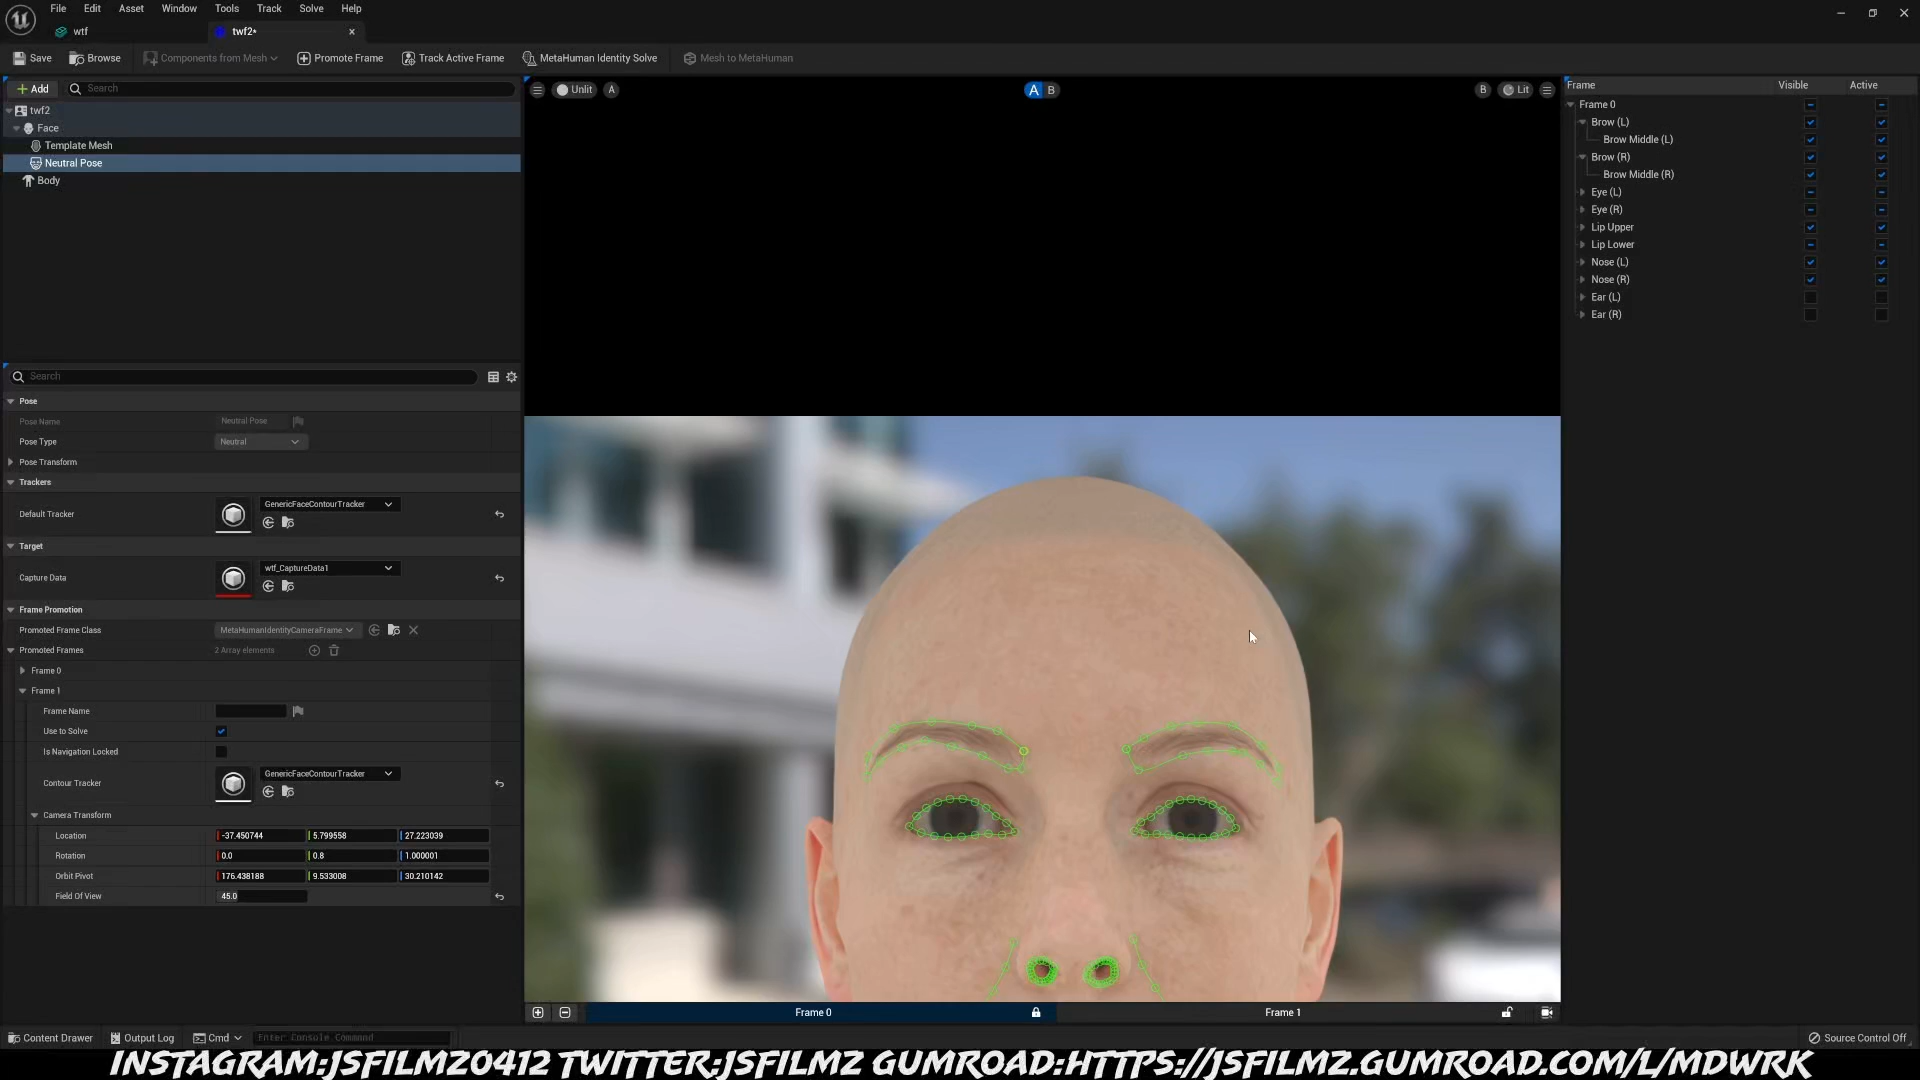 File Edit Asset Window Tools Track Solve Help
wtf twf2*
Save Browse Components from Mesh Promote Frame Track Active Frame MetaHuman Identity Solve Mesh to MetaHuman
Add Search
twf2
Face
Template Mesh
Neutral Pose
Body
Unlit A A B B Lit
Frame Visible Active
Frame 0
Brow (L)
Brow Middle (L)
Brow (R)
Brow Middle (R)
Eye (L)
Eye (R)
Lip Upper
Lip Lower
Nose (L)
Nose (R)
Ear (L)
Ear (R)
Search
Pose
Pose Name Neutral Pose
Pose Type Neutral
Pose Transform
Trackers
Default Tracker GenericFaceContourTracker
Target
Capture Data wtf_CaptureData1
Frame Promotion
Promoted Frame Class MetaHumanIdentityCameraFrame
Promoted Frames 2 Array elements
Frame 0
Frame 1
Frame Name
Use to Solve
Is Navigation Locked
Contour Tracker GenericFaceContourTracker
Camera Transform
Location -37.450744 5.799558 27.223039
Rotation 0.0 0.8 1.000001
Orbit Pivot 176.438188 9.533008 30.210142
Field Of View 45.0
Frame 0 Frame 1
Content Drawer Output Log Cmd Enter Console Command Source Control Off
INSTAGRAM:JSFILMZ0412 TWITTER:JSFILMZ GUMROAD:HTTPS://JSFILMZ.GUMROAD.COM/L/MDWRK